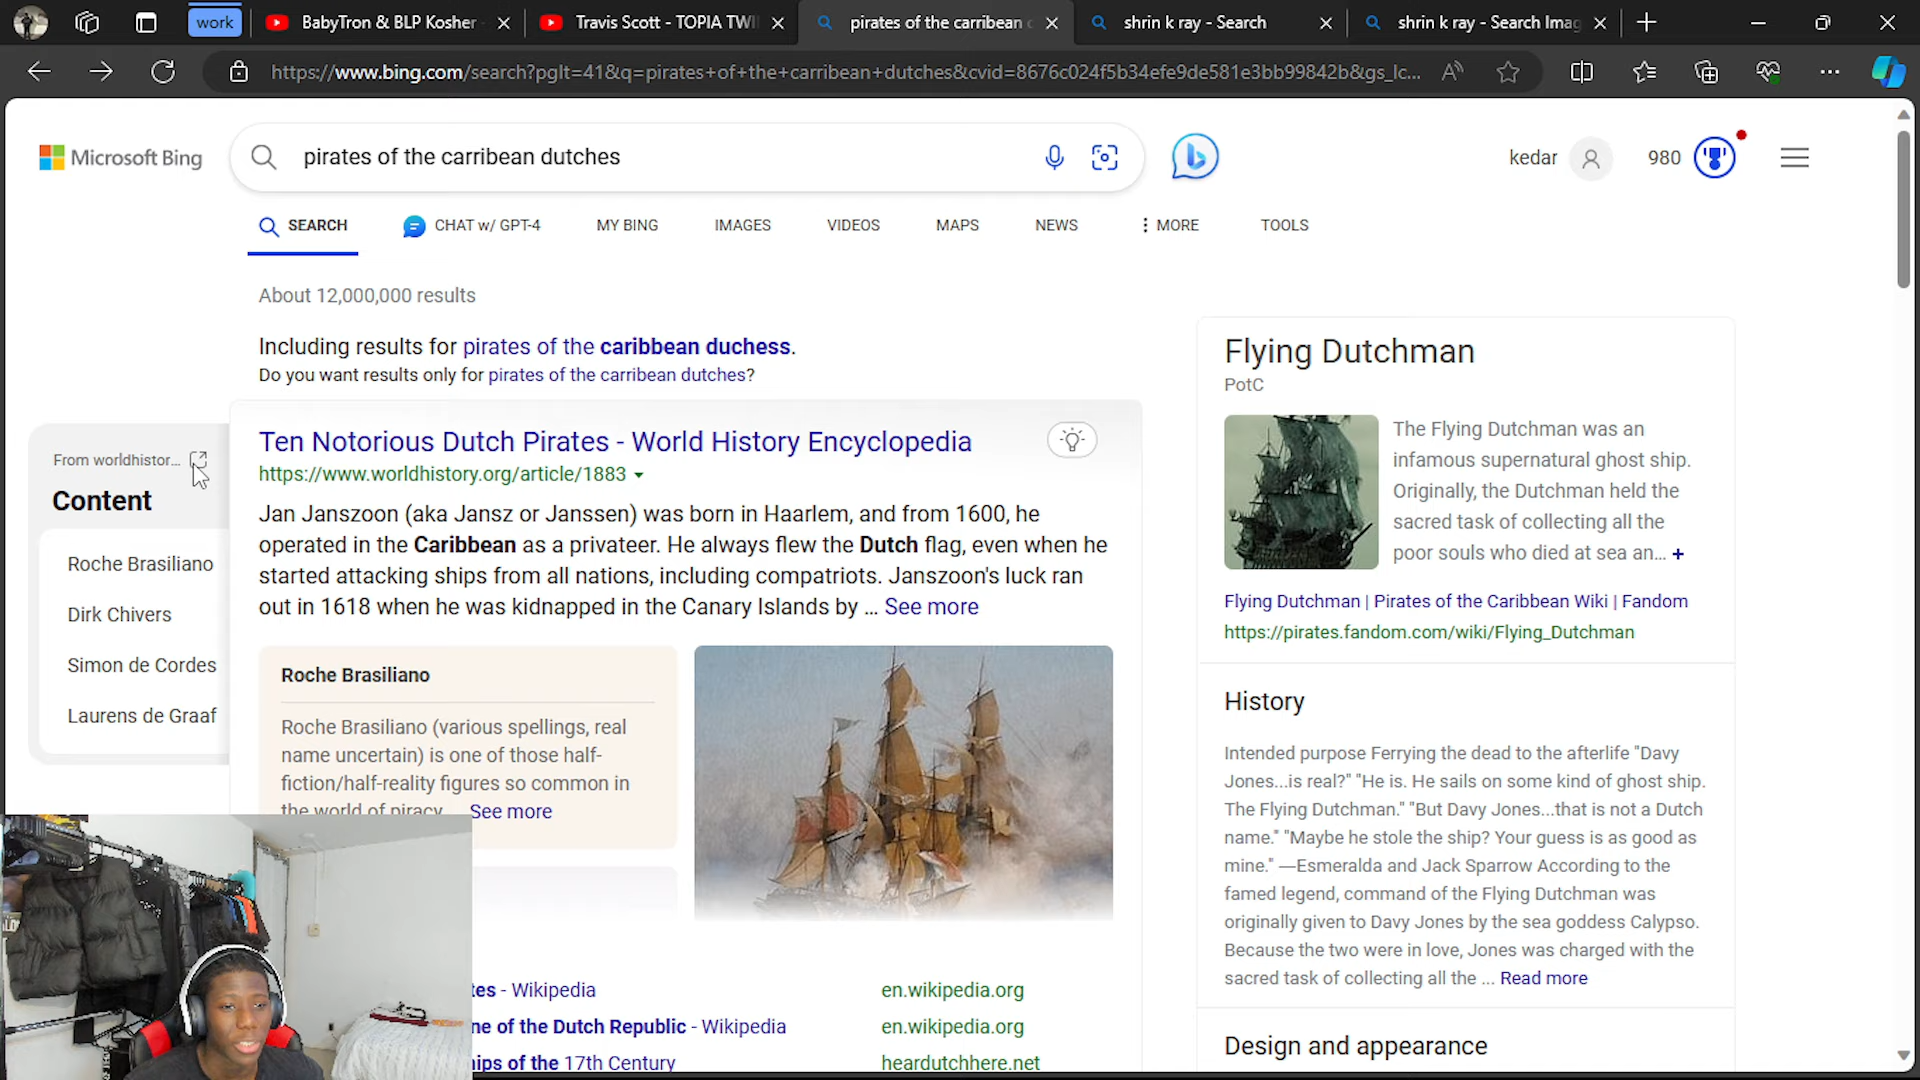 work
BabyTron & BLP Kosher
Travis Scott - TOPIA TWI
pirates of the carribean
shrin k ray - Search
shrin k ray - Search Imag
https://www.bing.com/search?pglt=41&q=pirates+of+the+carribean+dutches&cvid=8676c024f5b34efe9de581e3bb99842b&gs_lc...
Microsoft Bing
pirates of the carribean dutches
kedar
980
SEARCH
CHAT w/ GPT-4
MY BING
IMAGES
VIDEOS
MAPS
NEWS
MORE
TOOLS
About 12,000,000 results
Including results for pirates of the caribbean duchess.
Do you want results only for pirates of the carribean dutches?
From worldhistor...
Content
Roche Brasiliano
Dirk Chivers
Simon de Cordes
Laurens de Graaf
Ten Notorious Dutch Pirates - World History Encyclopedia
https://www.worldhistory.org/article/1883
Jan Janszoon (aka Jansz or Janssen) was born in Haarlem, and from 1600, he
operated in the Caribbean as a privateer. He always flew the Dutch flag, even when he
started attacking ships from all nations, including compatriots. Janszoon's luck ran
out in 1618 when he was kidnapped in the Canary Islands by ... See more
Roche Brasiliano
Roche Brasiliano (various spellings, real
name uncertain) is one of those half-
fiction/half-reality figures so common in
the world of piracy... See more
tes - Wikipedia
en.wikipedia.org
ne of the Dutch Republic - Wikipedia
en.wikipedia.org
ips of the 17th Century
heardutchhere.net
Flying Dutchman
PotC
The Flying Dutchman was an
infamous supernatural ghost ship.
Originally, the Dutchman held the
sacred task of collecting all the
poor souls who died at sea an... +
Flying Dutchman | Pirates of the Caribbean Wiki | Fandom
https://pirates.fandom.com/wiki/Flying_Dutchman
History
Intended purpose Ferrying the dead to the afterlife "Davy
Jones...is real?" "He is. He sails on some kind of ghost ship.
The Flying Dutchman." "But Davy Jones...that is not a Dutch
name." "Maybe he stole the ship? Your guess is as good as
mine." —Esmeralda and Jack Sparrow According to the
famed legend, command of the Flying Dutchman was
originally given to Davy Jones by the sea goddess Calypso.
Because the two were in love, Jones was charged with the
sacred task of collecting all the ... Read more
Design and appearance